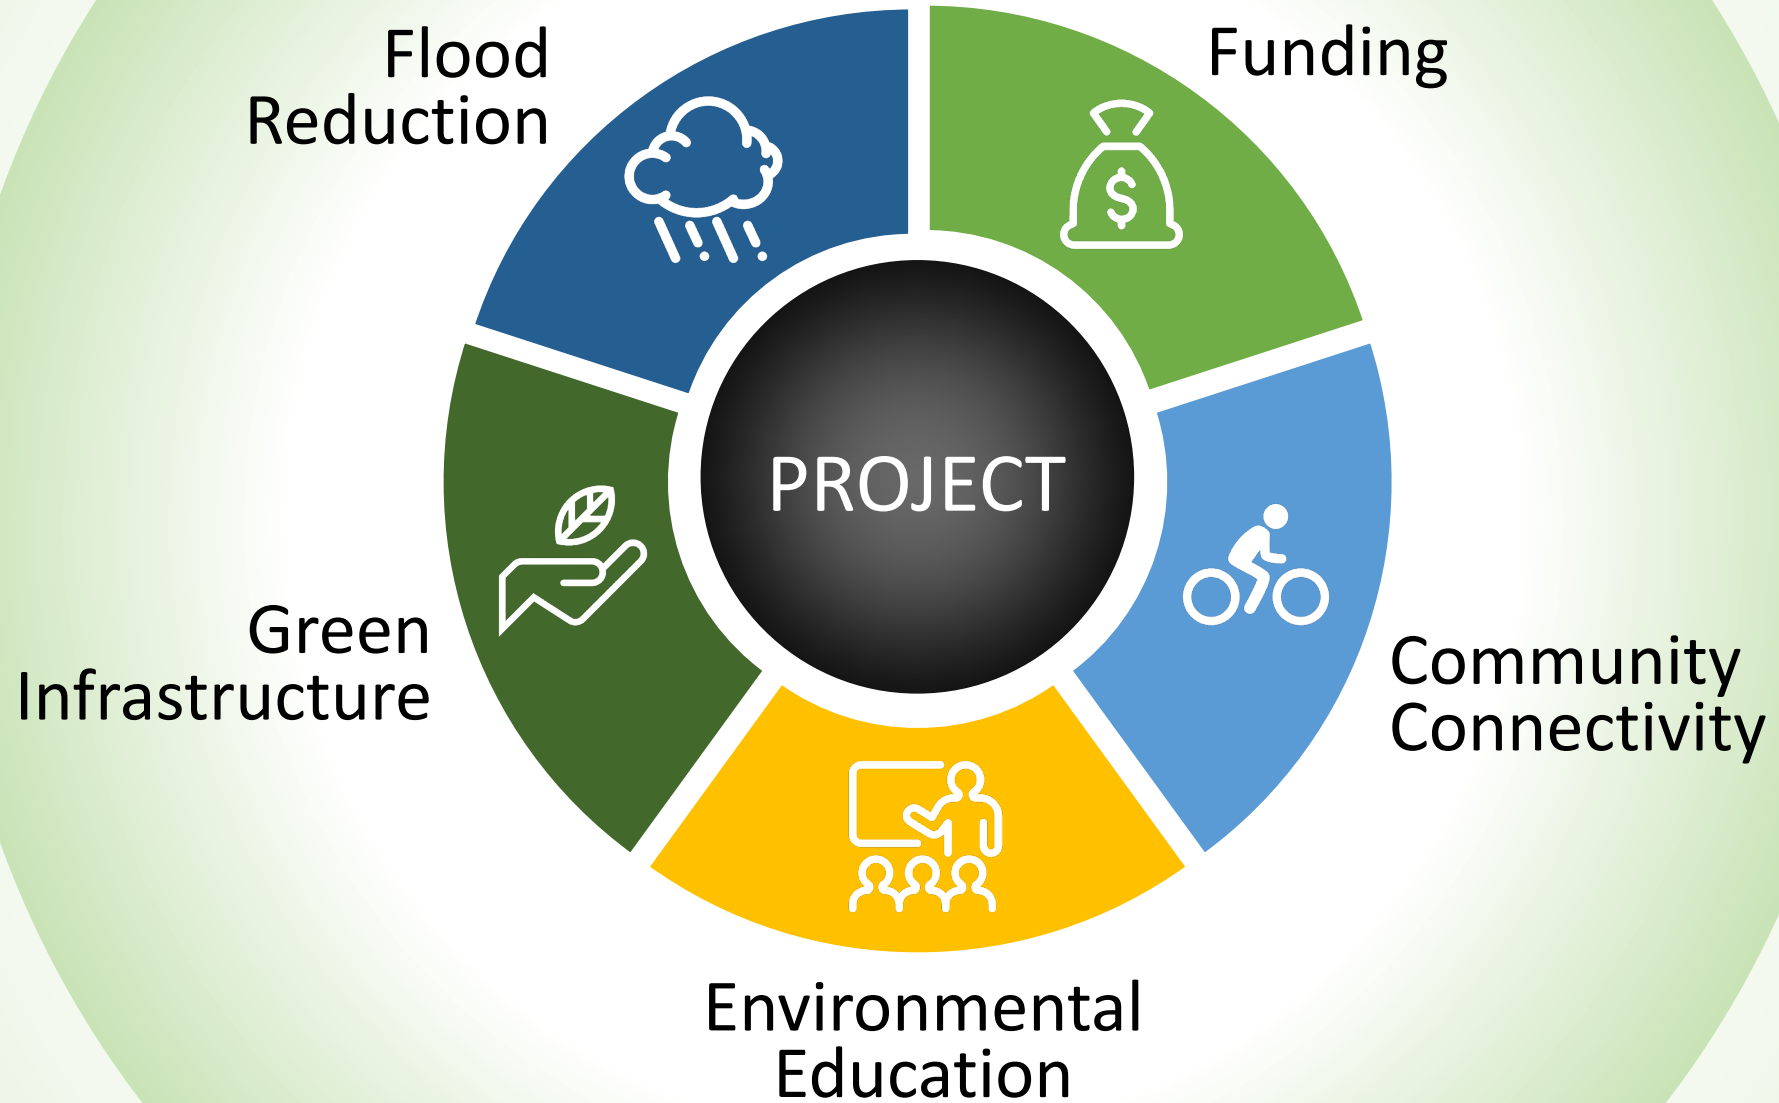 Flood
Reduction
Funding
$
PROJECT
Green
Infrastructure
Community
Connectivity
Environmental
Education